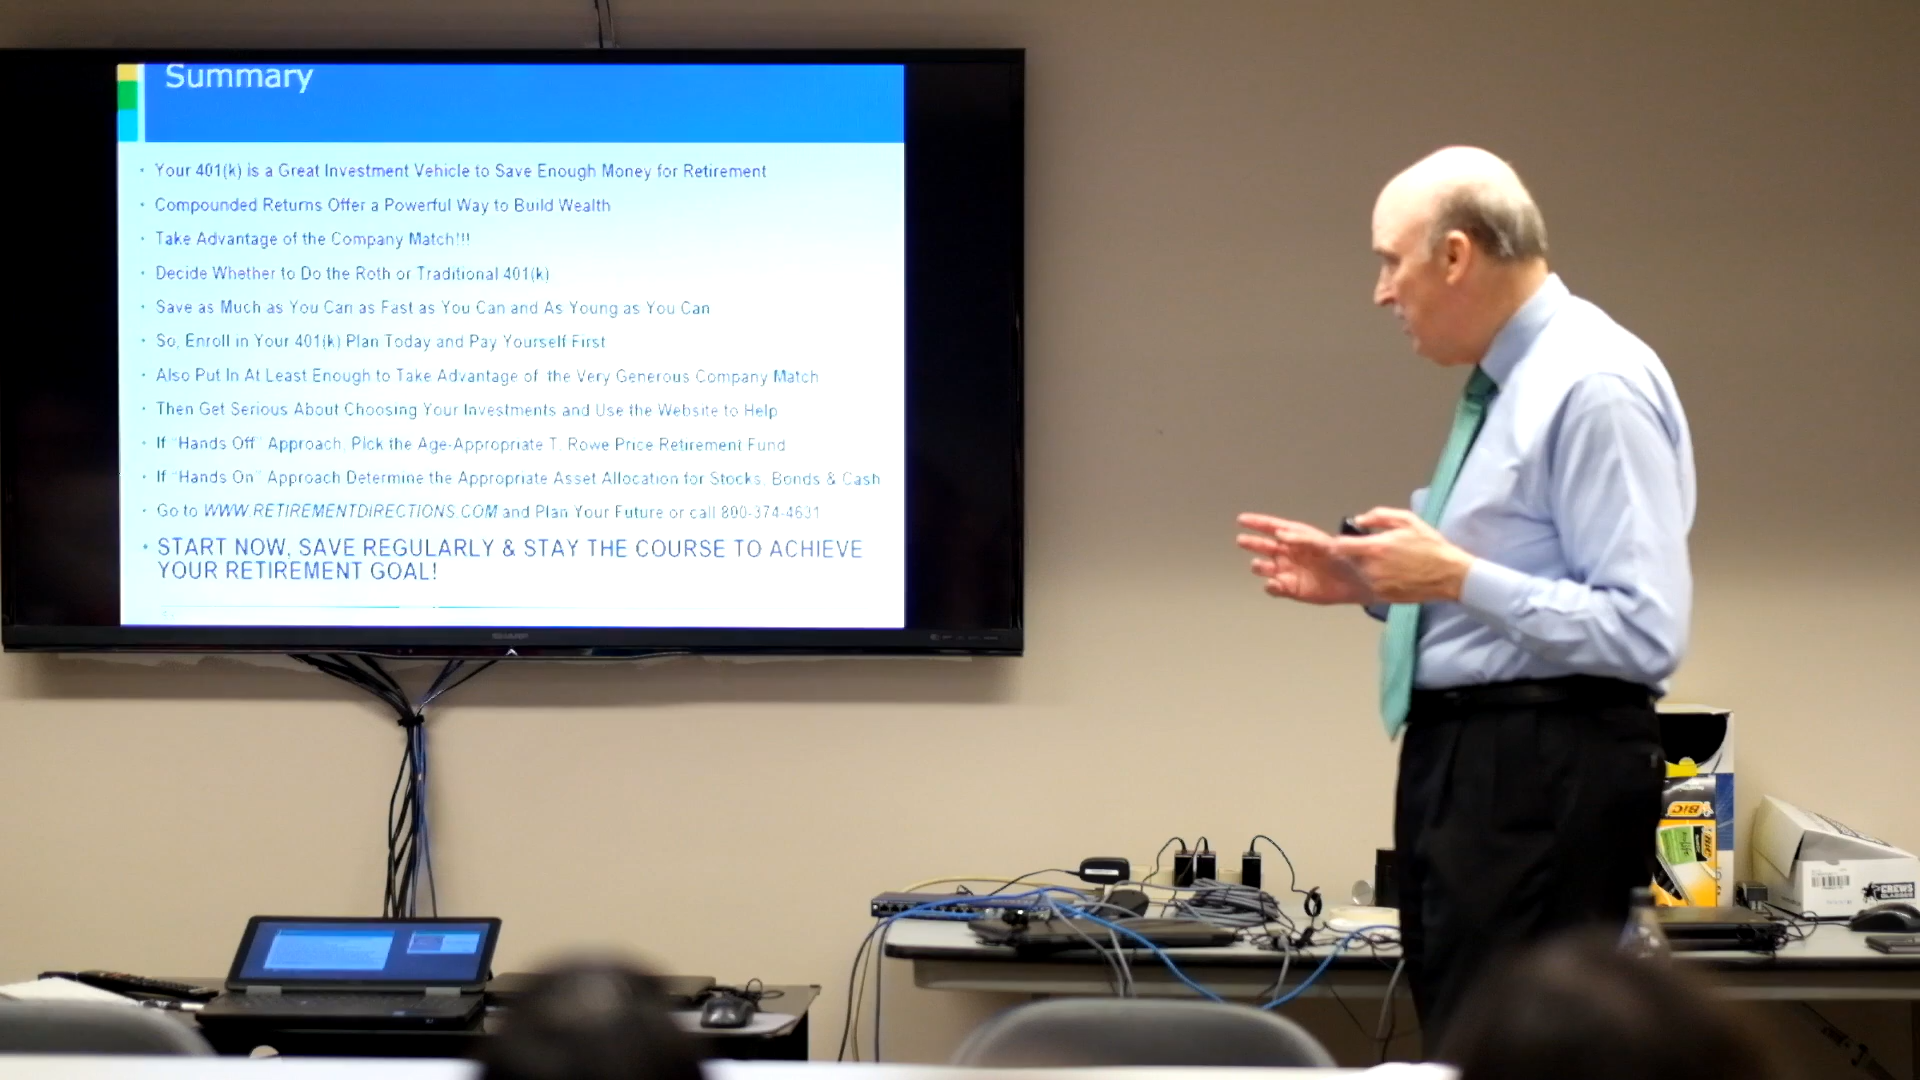 Summary
• Your 401(k) is a Great Investment Vehicle to Save Enough Money for Retirement
• Compounded Returns Offer a Powerful Way to Build Wealth
• Take Advantage of the Company Match!!!
• Decide Whether to Do the Roth or Traditional 401(k)
• Save as Much as You Can as Fast as You Can and As Young as You Can
• So, Enroll in Your 401(k) Plan Today and Pay Yourself First
• Also Put In At Least Enough to Take Advantage of the Very Generous Company Match
• Then Get Serious About Choosing Your Investments and Use the Website to Help
• If "Hands Off" Approach, Pick the Age-Appropriate T. Rowe Price Retirement Fund
• If "Hands On" Approach Determine the Appropriate Asset Allocation for Stocks, Bonds & Cash
• Go to WWW.RETIREMENTDIRECTIONS.COM and Plan Your Future or call 800-374-4631
• START NOW, SAVE REGULARLY & STAY THE COURSE TO ACHIEVE
YOUR RETIREMENT GOAL!
SHARP
BIC
BIC
CREWS